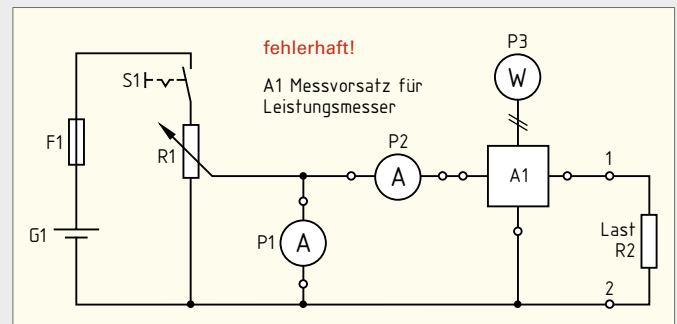 fehlerhaft!
A1 Messvorsatz für
Leistungsmesser
P3
W
S1
F1
R1
P2
A
A1
1
G1
P1
A
Last
R2
2